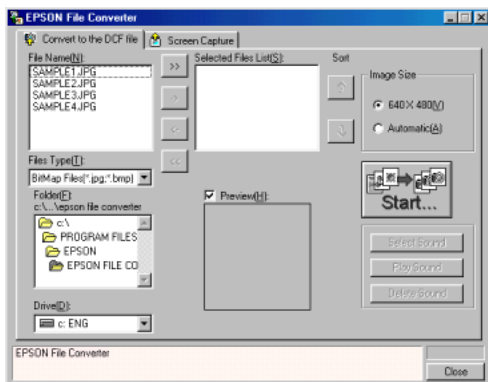 EPSON File Converter
Convert to the DCF file
Screen Capture
File Name(N):
SAMPLE1.JPG
SAMPLE2.JPG
SAMPLE3.JPG
SAMPLE4.JPG
>>
>
<
<<
Selected Files List(S):
Sort
Image Size
640 X 480(V)
Automatic(A)
Files Type(T):
BitMap Files(*.jpg;*.bmp)
Folder(F):
c:\...\epson file converter
c:\
PROGRAM FILES
EPSON
EPSON FILE CO
Preview(H):
Start...
Select Sound
Play Sound
Delete Sound
Drive(D):
c: ENG
EPSON File Converter
Close